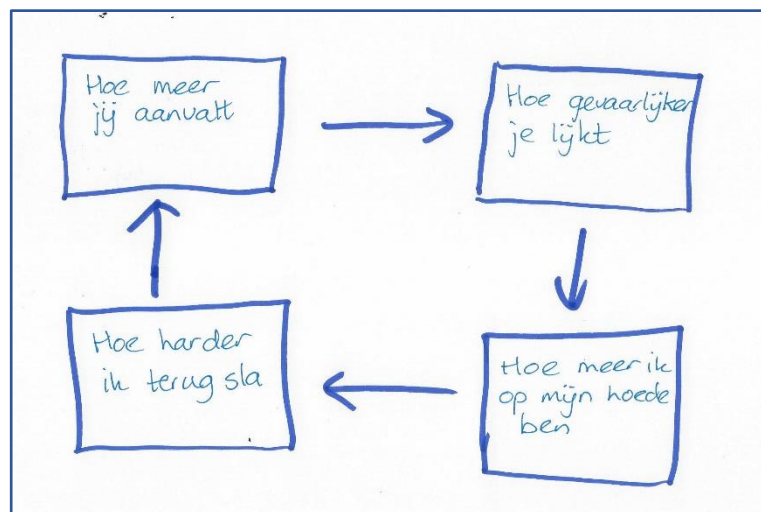 Hoe meer
jij aanvalt
Hoe gevaarlijker
je lijkt
Hoe meer ik
op mijn hoede
ben
Hoe harder
ik terug sla